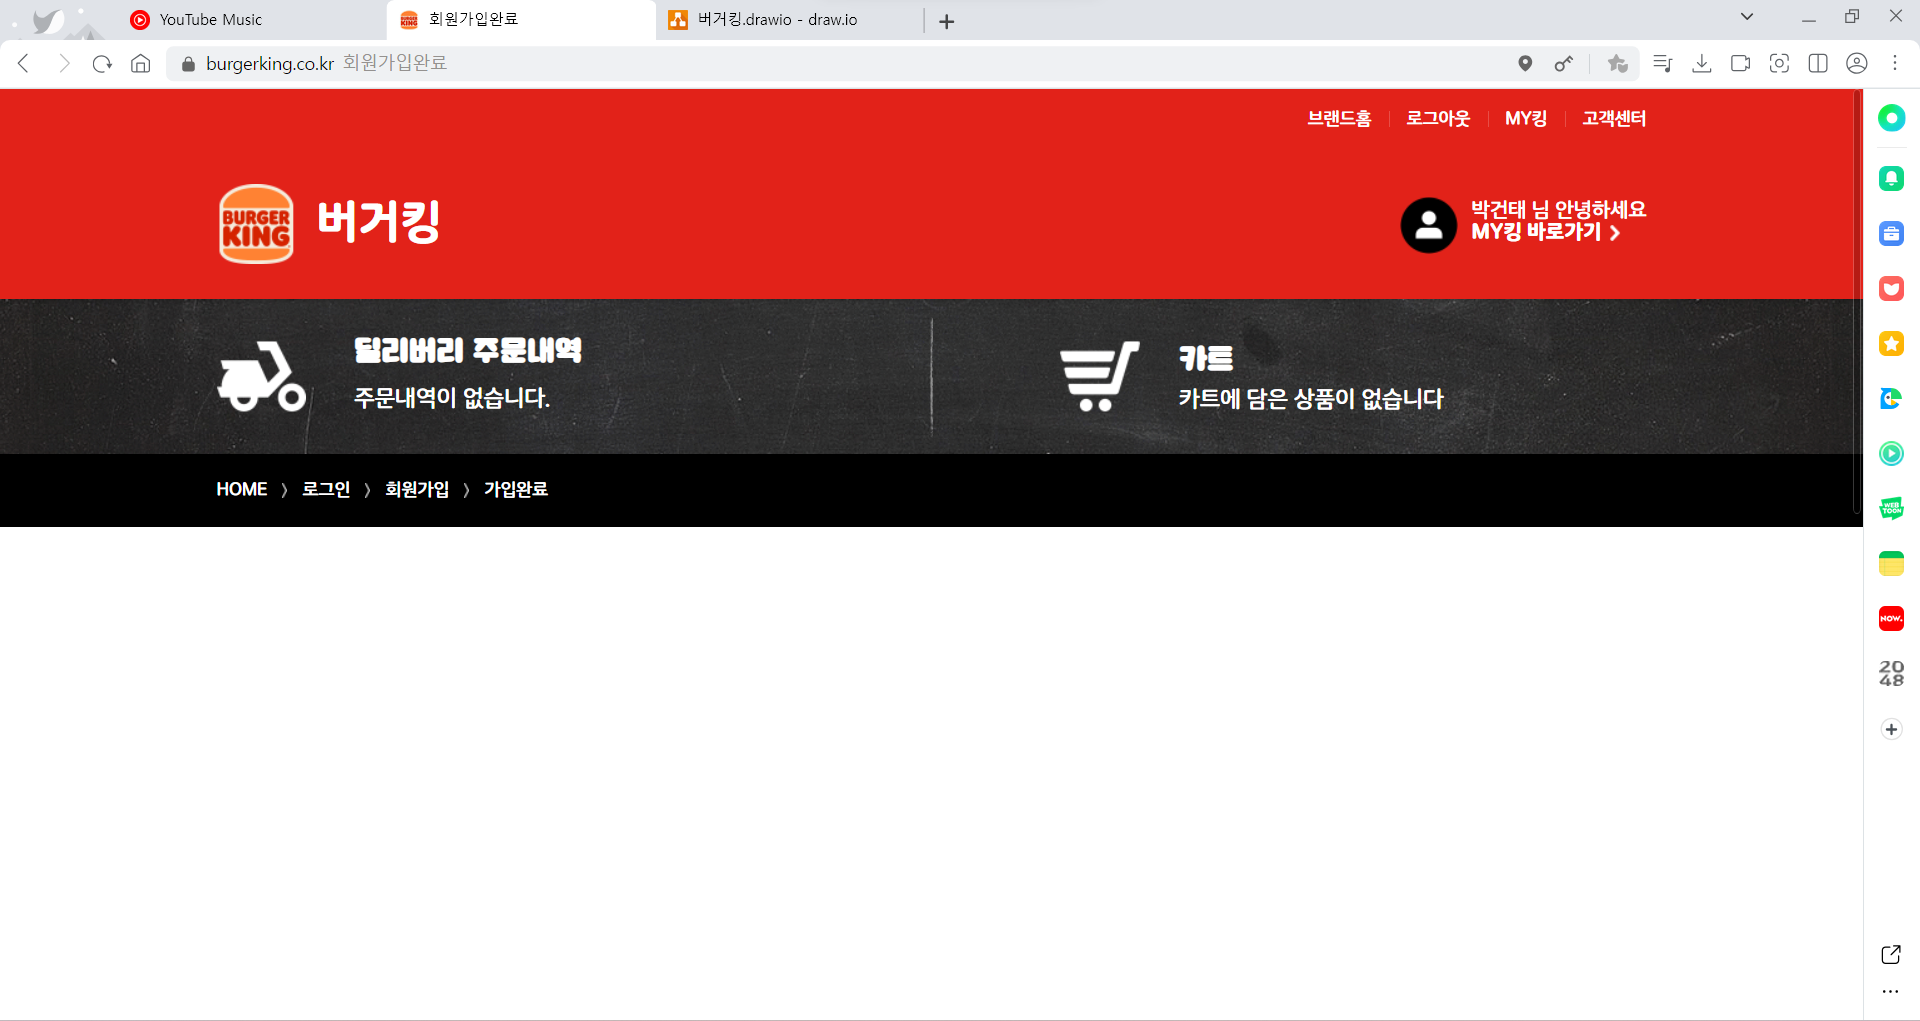 YouTube Music
회원가입완료
버거킹.drawio - draw.io
burgerking.co.kr 회원가입완료
브랜드홈 로그아웃 MY킹 고객센터
BURGER
KING
버거킹
박건태 님 안녕하세요
MY킹 바로가기
딜리버리 주문내역
주문내역이 없습니다.
카트
카트에 담은 상품이 없습니다
HOME 로그인 회원가입 가입완료
WEB
TOON
NOW.
20
48